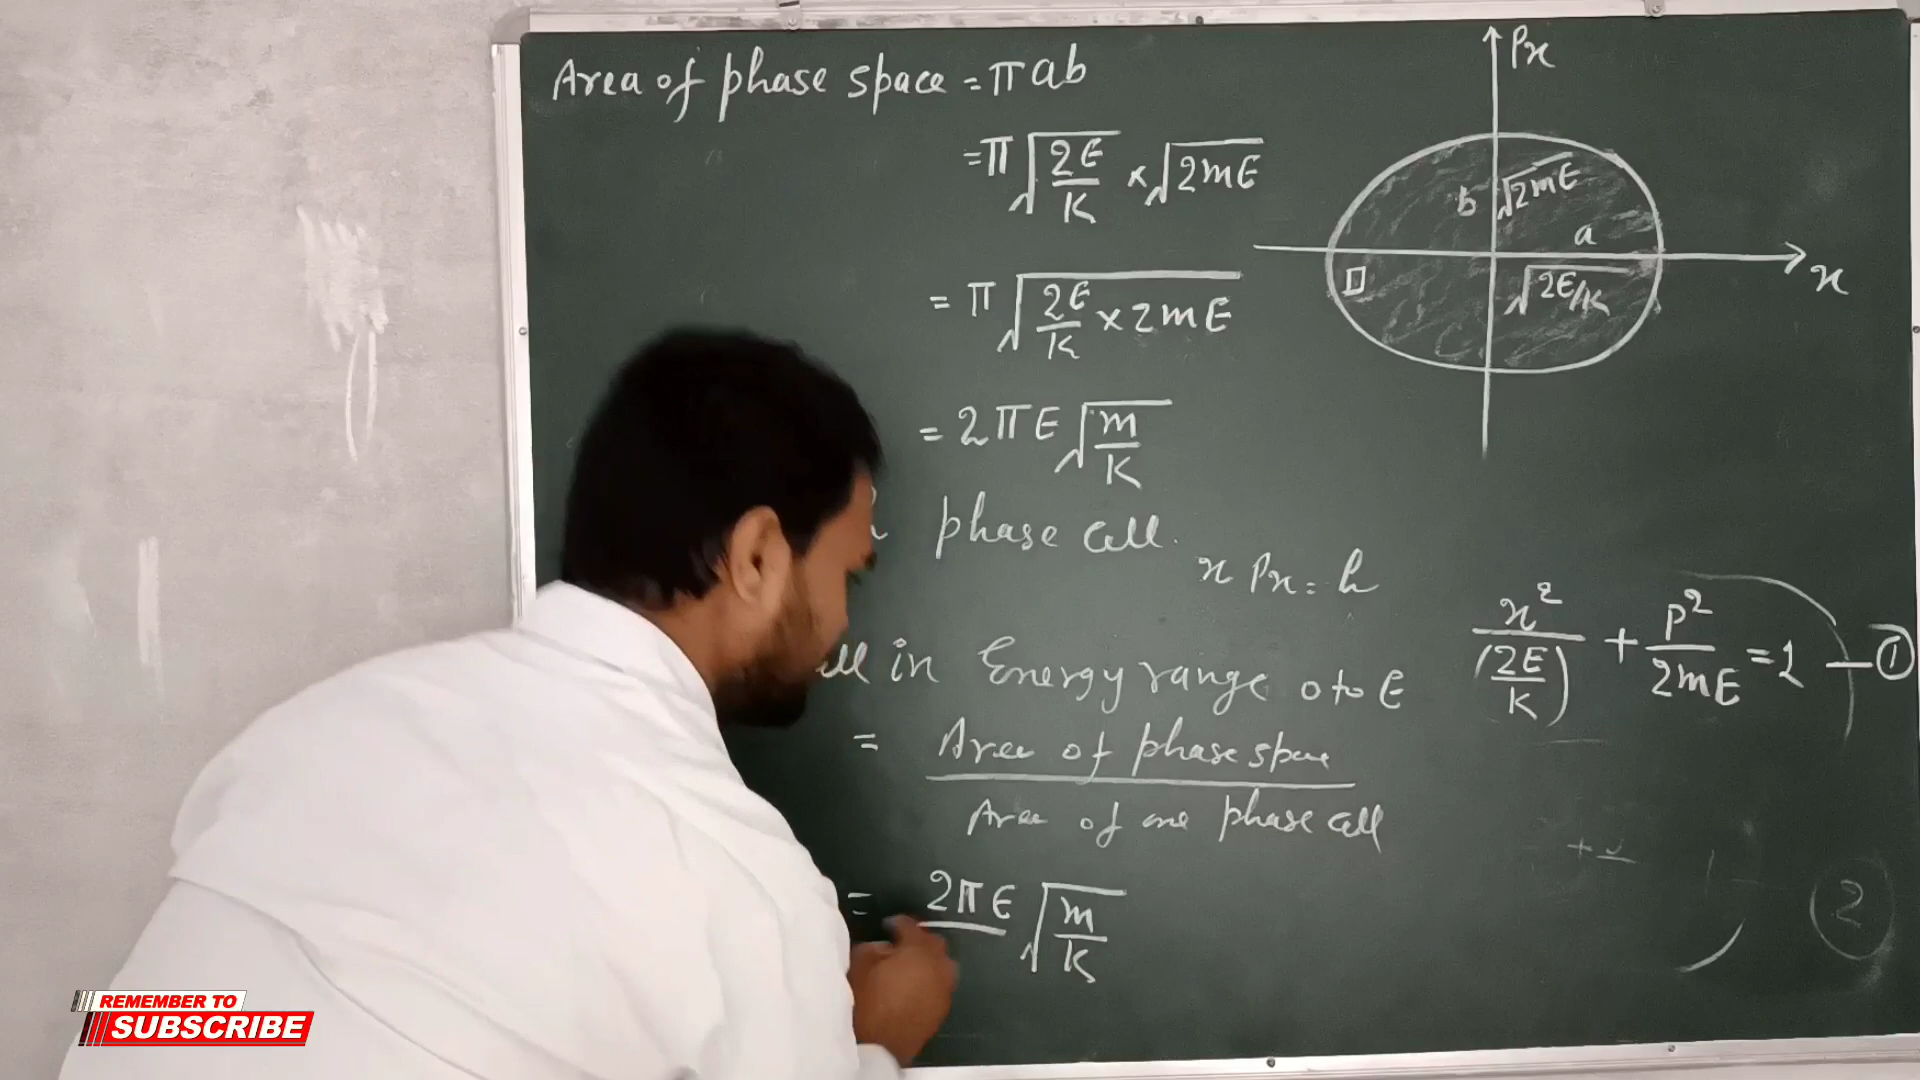 Area of phase space = πab
= π√(2E/K) × √(2mE)
= π√(2E/K × 2mE)
= 2πE√(m/K)
phase cell.
x Px = h
in Energy range 0 to E
= Area of phase space / Area of one phase cell
= 2πE √(m/K)
Px
b √2mE
a
√2E/K
x
x²/(2E/K) + P²/2mE = 1 — ①
2
REMEMBER TO
SUBSCRIBE